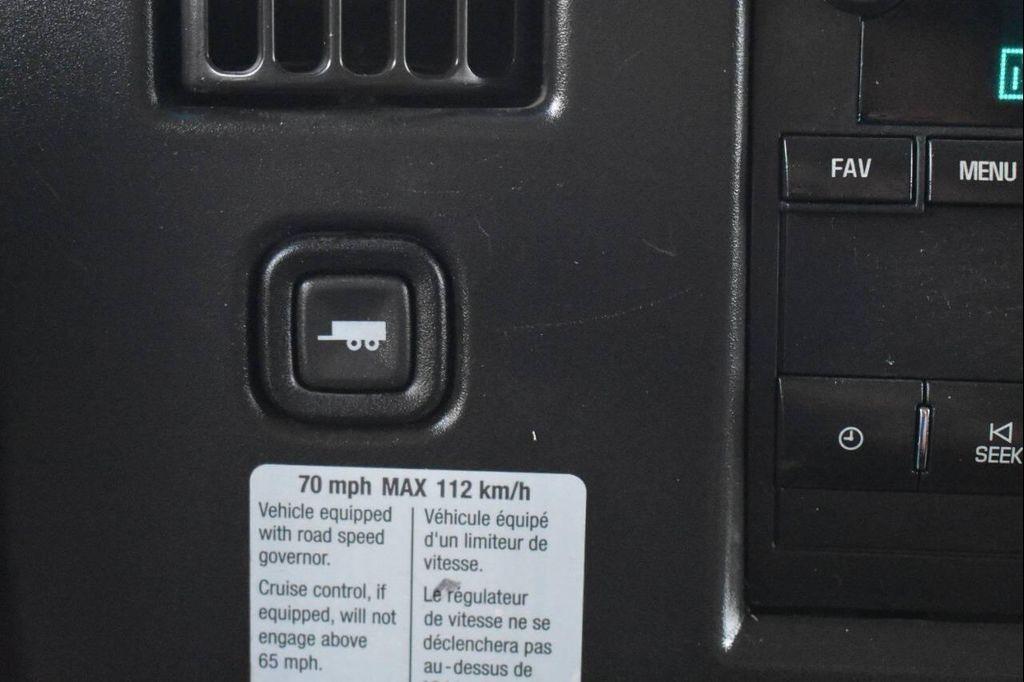 FAV
MENU
SEEK
70 mph MAX 112 km/h
Vehicle equipped
with road speed
governor.
Cruise control, if
equipped, will not
engage above
65 mph.
Véhicule équipé
d'un limiteur de
vitesse.
Le régulateur
de vitesse ne se
déclenchera pas
au-dessus de